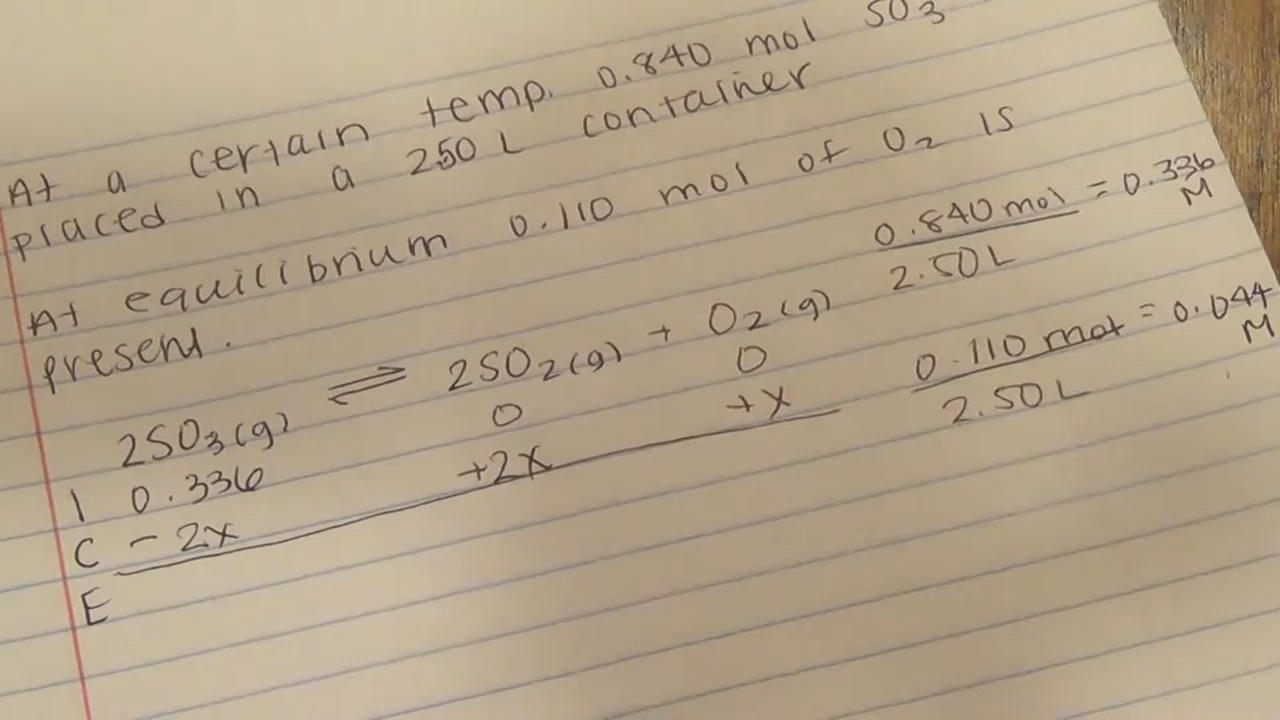 At a certain temp. 0.840 mol SO3
placed in a 250 L container
At equilibrium 0.110 mol of O2 is
present.
0.840 mol = 0.336 M
2.50 L
2SO3(g) ⇌ 2SO2(g) + O2(g)
I 0.336 0 0
C - 2x +2x +x
E
0.110 mol = 0.044 M
2.50 L